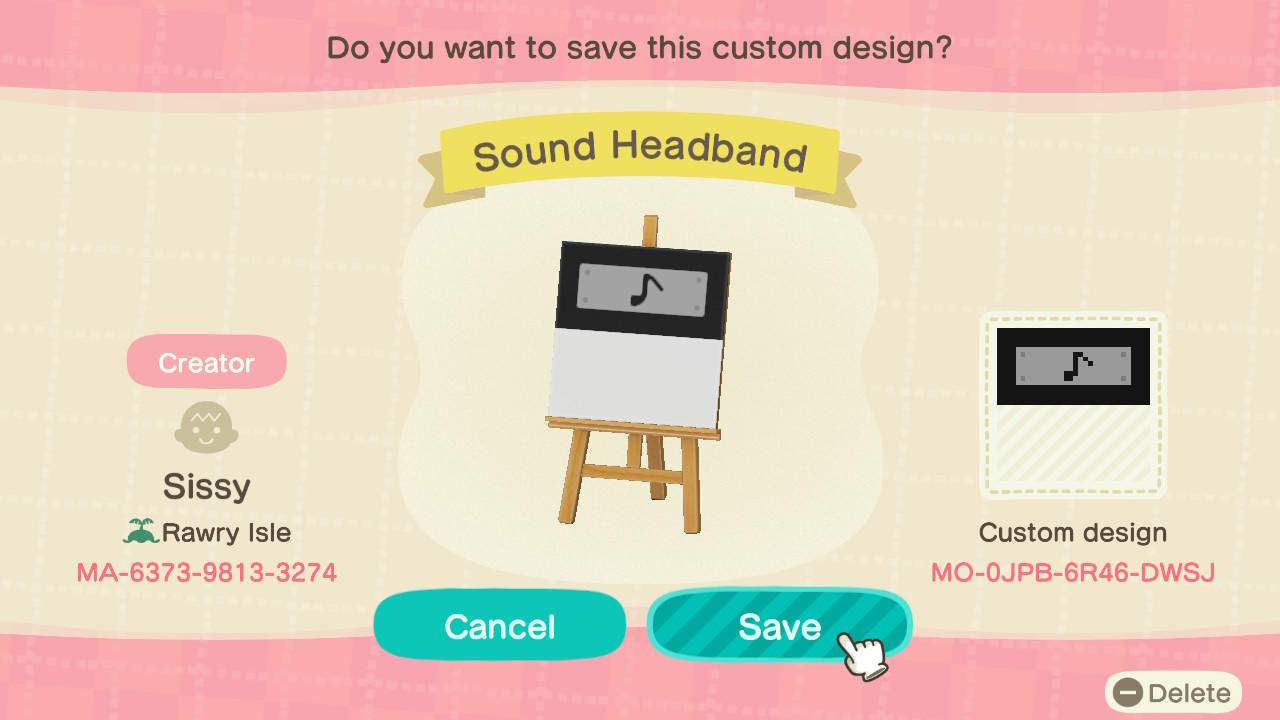 Do you want to save this custom design?
Sound Headband
Creator
Sissy
Rawry Isle
MA-6373-9813-3274
Custom design
MO-0JPB-6R46-DWSJ
Cancel
Save
Delete